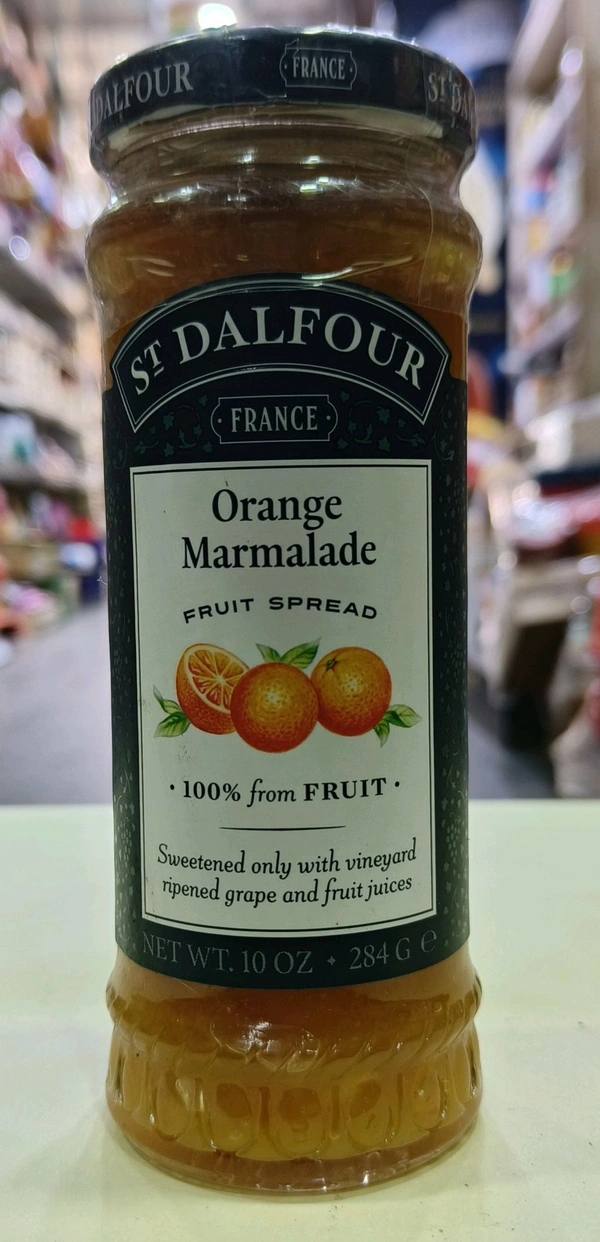 DALFOUR FRANCE ST DA
ST DALFOUR
FRANCE
Orange
Marmalade
FRUIT SPREAD
· 100% from FRUIT ·
Sweetened only with vineyard
ripened grape and fruit juices
NET WT. 10 OZ • 284 G ℮